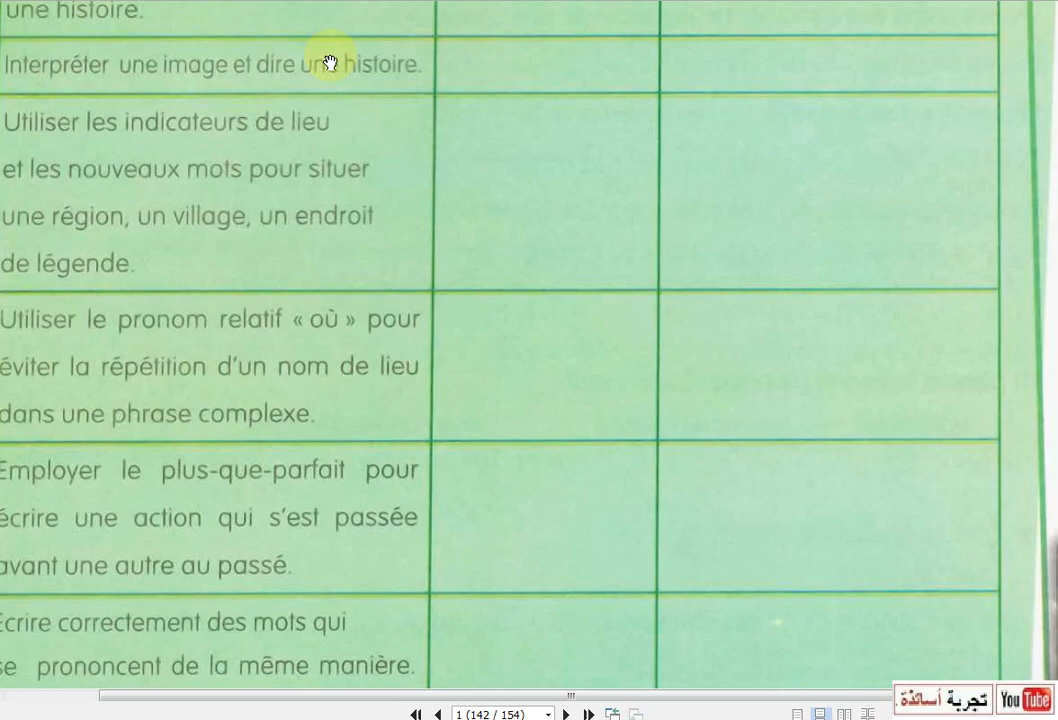 une histoire.
Interpréter une image et dire une histoire.
Utiliser les indicateurs de lieu
et les nouveaux mots pour situer
une région, un village, un endroit
de légende.
Utiliser le pronom relatif « où » pour
éviter la répétition d'un nom de lieu
dans une phrase complexe.
Employer le plus-que-parfait pour
écrire une action qui s'est passée
avant une autre au passé.
Ecrire correctement des mots qui
se prononcent de la même manière.
1 (142 / 154)
تجربة أساتذة.
You Tube